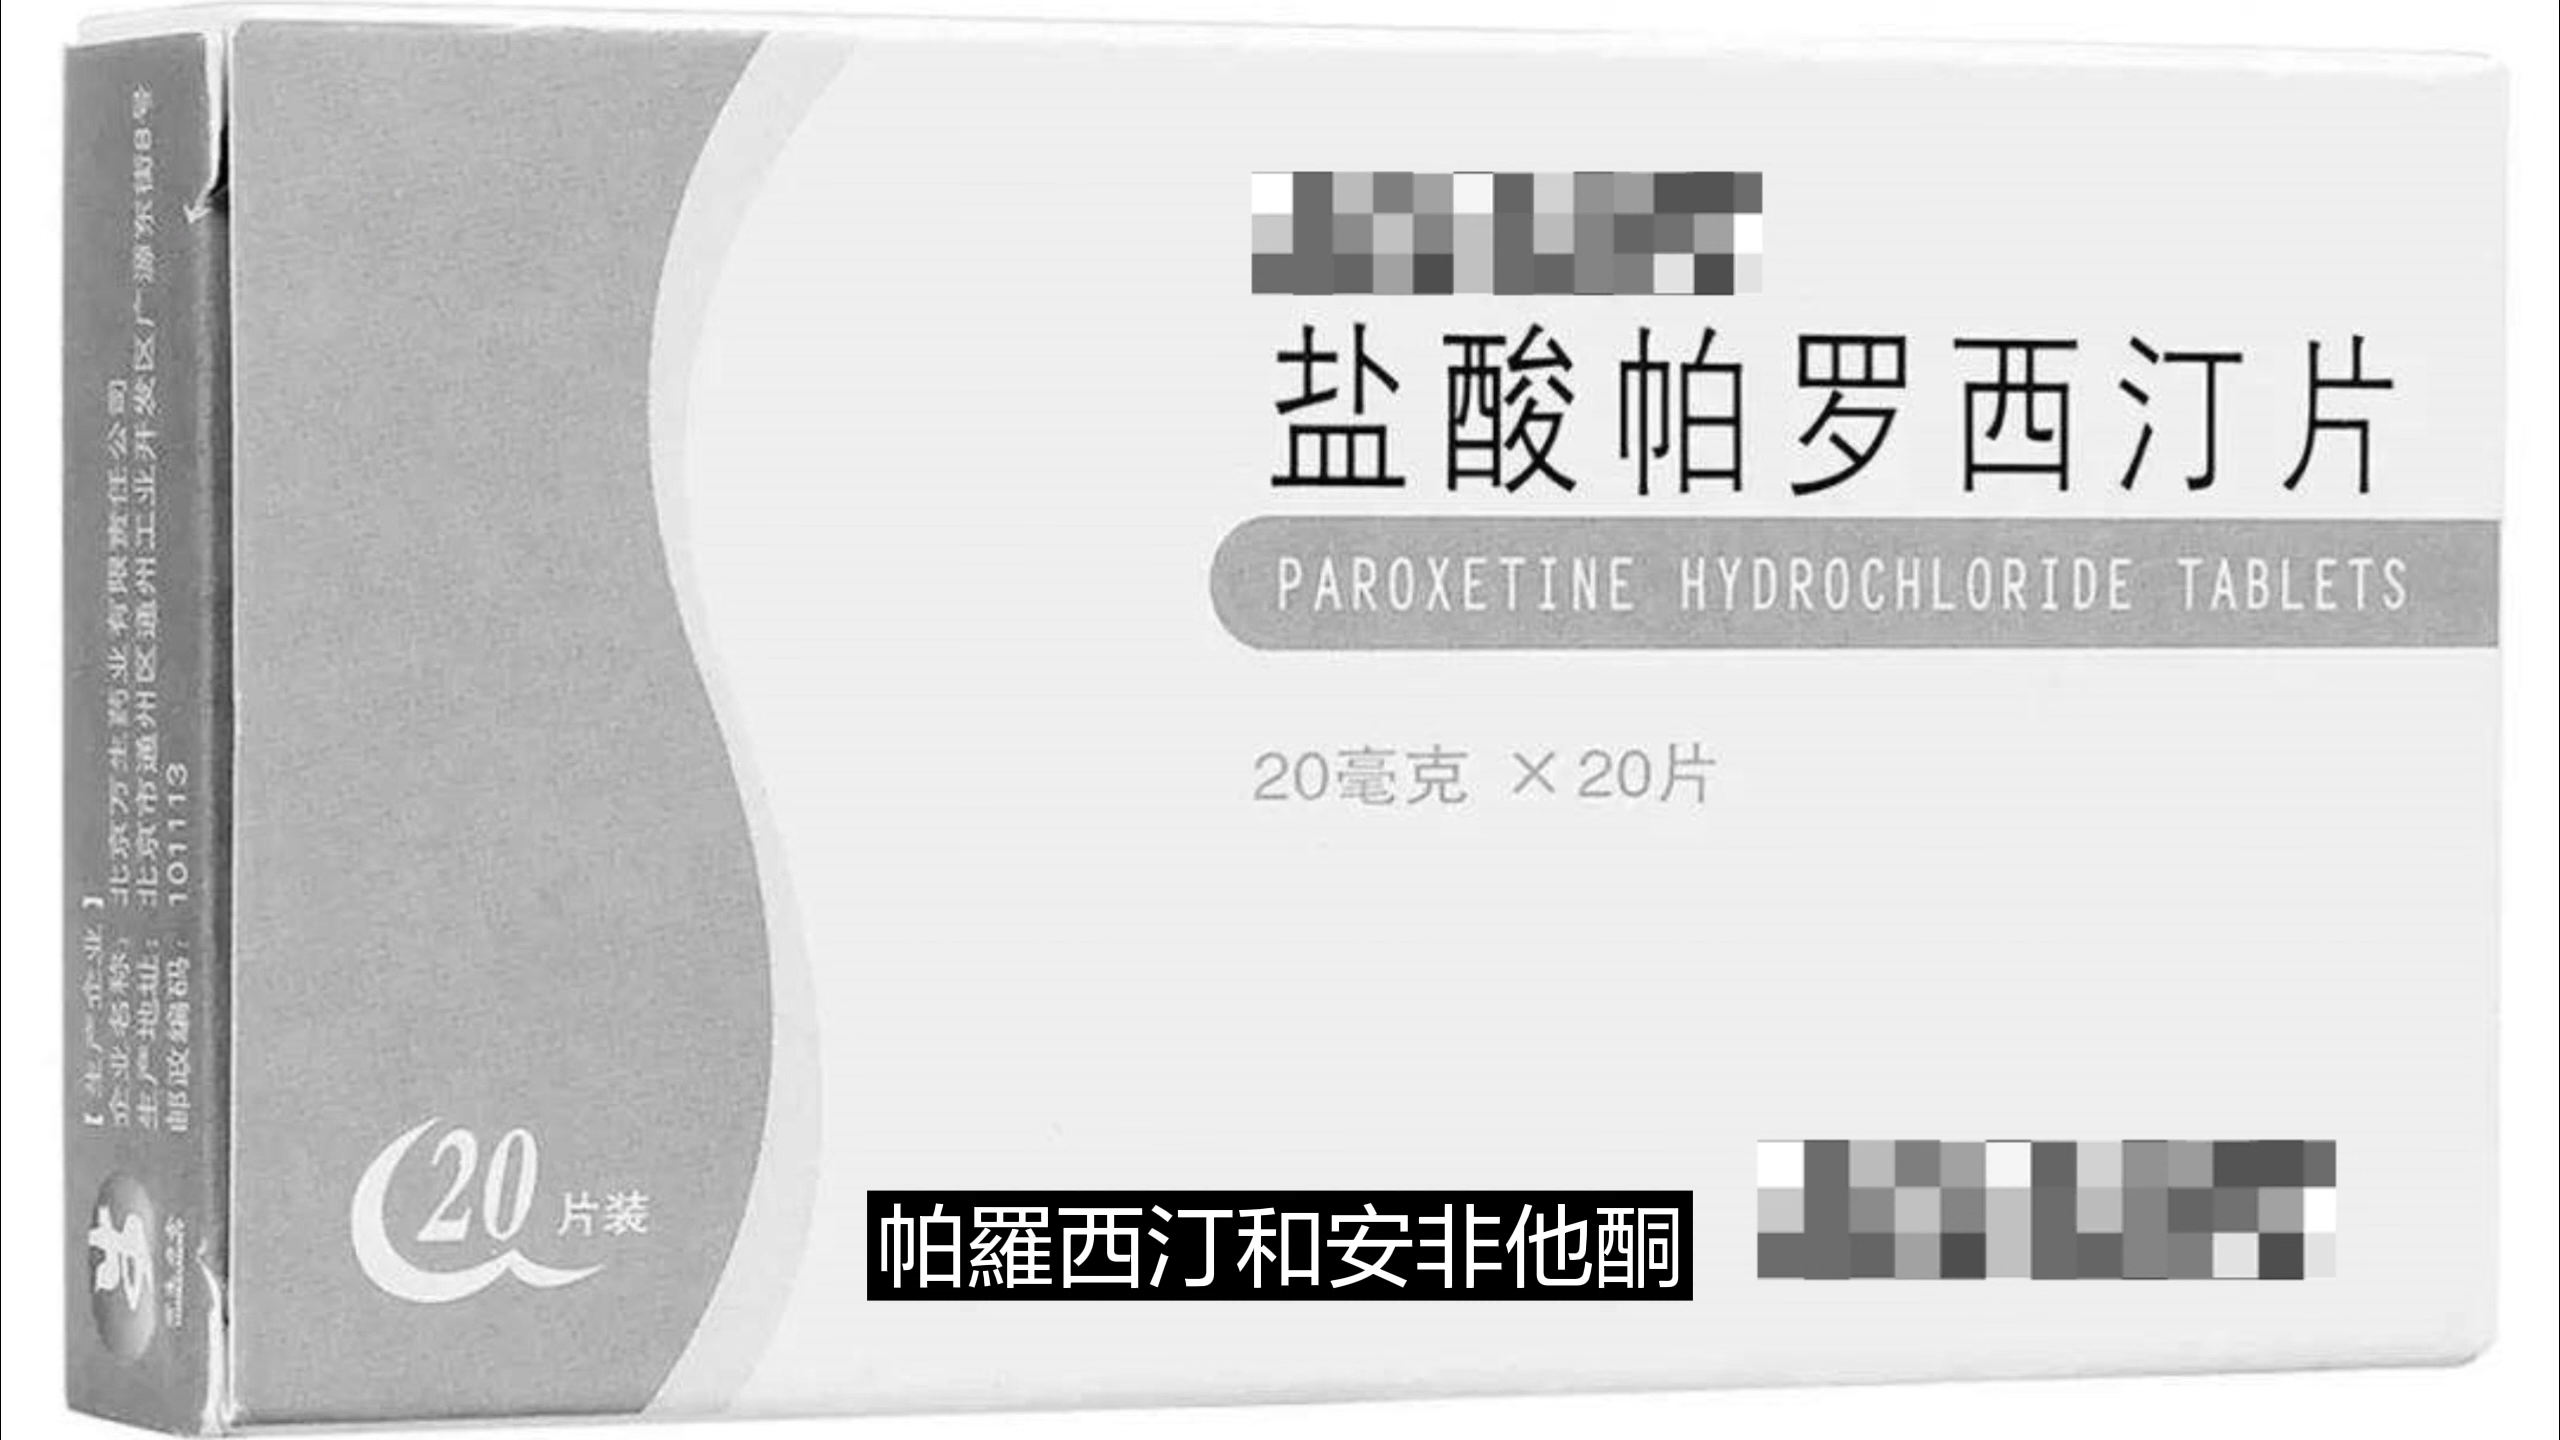 盐酸帕罗西汀片
PAROXETINE HYDROCHLORIDE TABLETS
20毫克 ×20片
20片装
帕羅西汀和安非他酮
【生产企业】
企业名称：北京万生药业有限责任公司
生产地址：北京市通州区通州工业开发区广源东街8号
邮政编码：101113